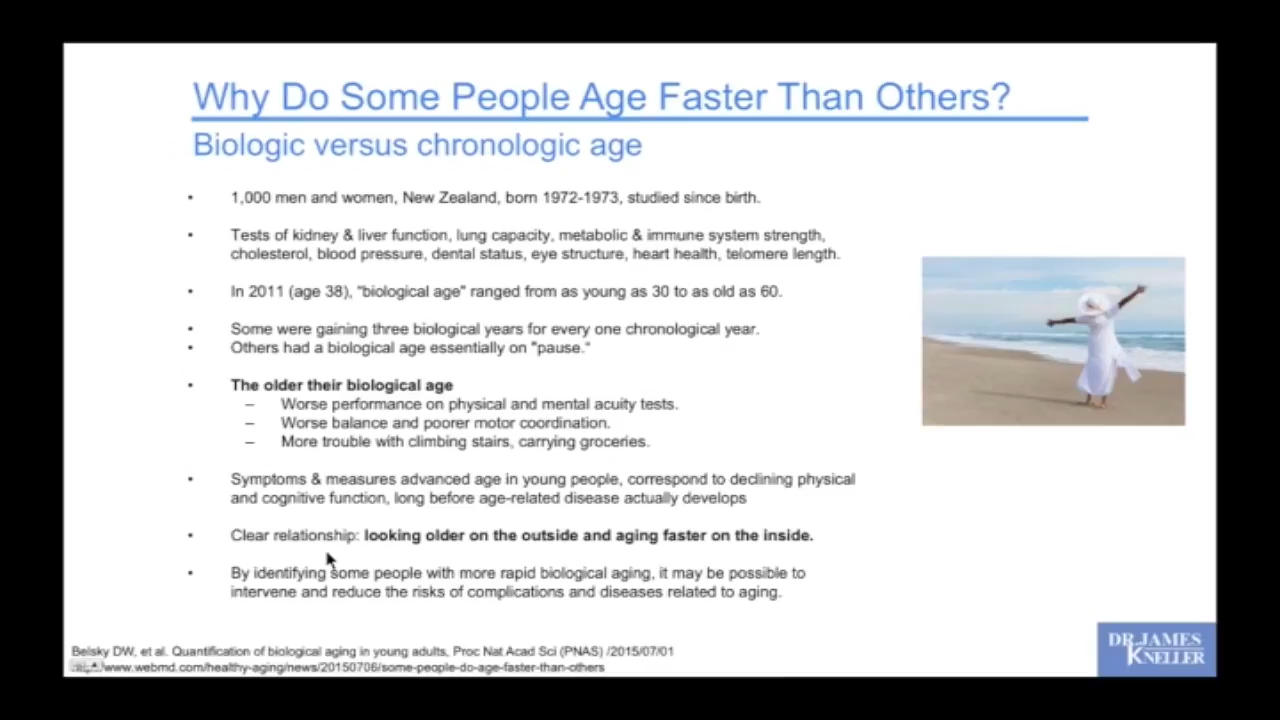 Why Do Some People Age Faster Than Others?
Biologic versus chronologic age
• 1,000 men and women, New Zealand, born 1972-1973, studied since birth.
• Tests of kidney & liver function, lung capacity, metabolic & immune system strength,
cholesterol, blood pressure, dental status, eye structure, heart health, telomere length.
• In 2011 (age 38), "biological age" ranged from as young as 30 to as old as 60.
• Some were gaining three biological years for every one chronological year.
• Others had a biological age essentially on "pause."
• The older their biological age
– Worse performance on physical and mental acuity tests.
– Worse balance and poorer motor coordination.
– More trouble with climbing stairs, carrying groceries.
• Symptoms & measures advanced age in young people, correspond to declining physical
and cognitive function, long before age-related disease actually develops
• Clear relationship: looking older on the outside and aging faster on the inside.
• By identifying some people with more rapid biological aging, it may be possible to
intervene and reduce the risks of complications and diseases related to aging.
Belsky DW, et al. Quantification of biological aging in young adults, Proc Nat Acad Sci (PNAS) /2015/07/01
www.webmd.com/healthy-aging/news/20150706/some-people-do-age-faster-than-others
DR. JAMES
KNELLER